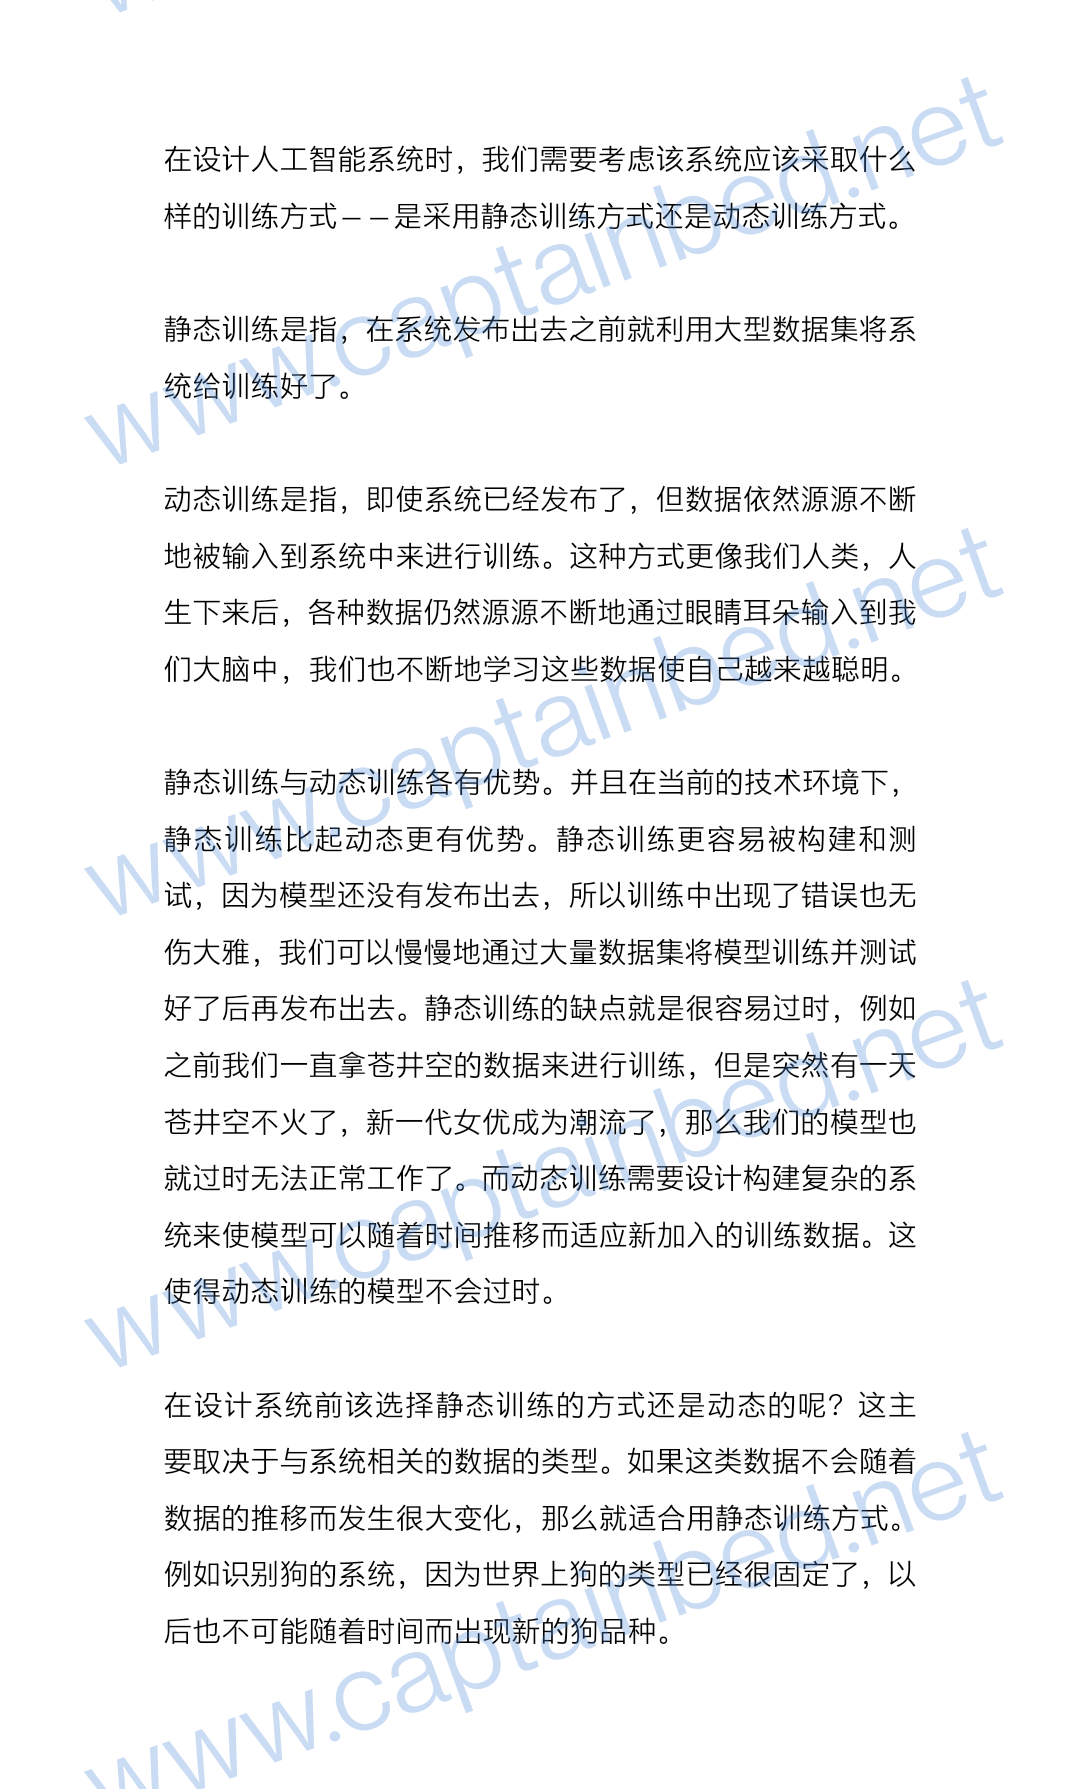 在设计人工智能系统时，我们需要考虑该系统应该采取什么
样的训练方式－－是采用静态训练方式还是动态训练方式。
静态训练是指，在系统发布出去之前就利用大型数据集将系
统给训练好了。
动态训练是指，即使系统已经发布了，但数据依然源源不断
地被输入到系统中来进行训练。这种方式更像我们人类，人
生下来后，各种数据仍然源源不断地通过眼睛耳朵输入到我
们大脑中，我们也不断地学习这些数据使自己越来越聪明。
静态训练与动态训练各有优势。并且在当前的技术环境下，
静态训练比起动态更有优势。静态训练更容易被构建和测
试，因为模型还没有发布出去，所以训练中出现了错误也无
伤大雅，我们可以慢慢地通过大量数据集将模型训练并测试
好了后再发布出去。静态训练的缺点就是很容易过时，例如
之前我们一直拿苍井空的数据来进行训练，但是突然有一天
苍井空不火了，新一代女优成为潮流了，那么我们的模型也
就过时无法正常工作了。而动态训练需要设计构建复杂的系
统来使模型可以随着时间推移而适应新加入的训练数据。这
使得动态训练的模型不会过时。
在设计系统前该选择静态训练的方式还是动态的呢？这主
要取决于与系统相关的数据的类型。如果这类数据不会随着
数据的推移而发生很大变化，那么就适合用静态训练方式。
例如识别狗的系统，因为世界上狗的类型已经很固定了，以
后也不可能随着时间而出现新的狗品种。
www.captainbed.net
www.captainbed.net
www.captainbed.net
www.captainbed.net